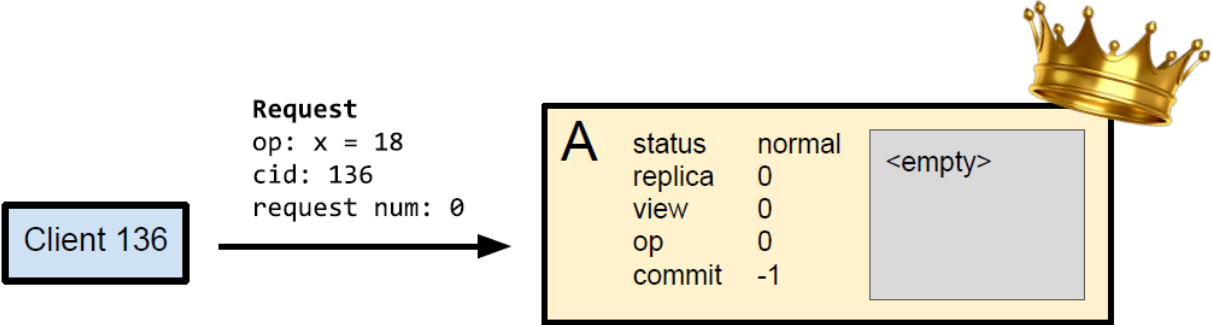 Request
op: x = 18
cid: 136
request num: 0
Client 136
A
status normal
replica 0
view 0
op 0
commit -1
<empty>